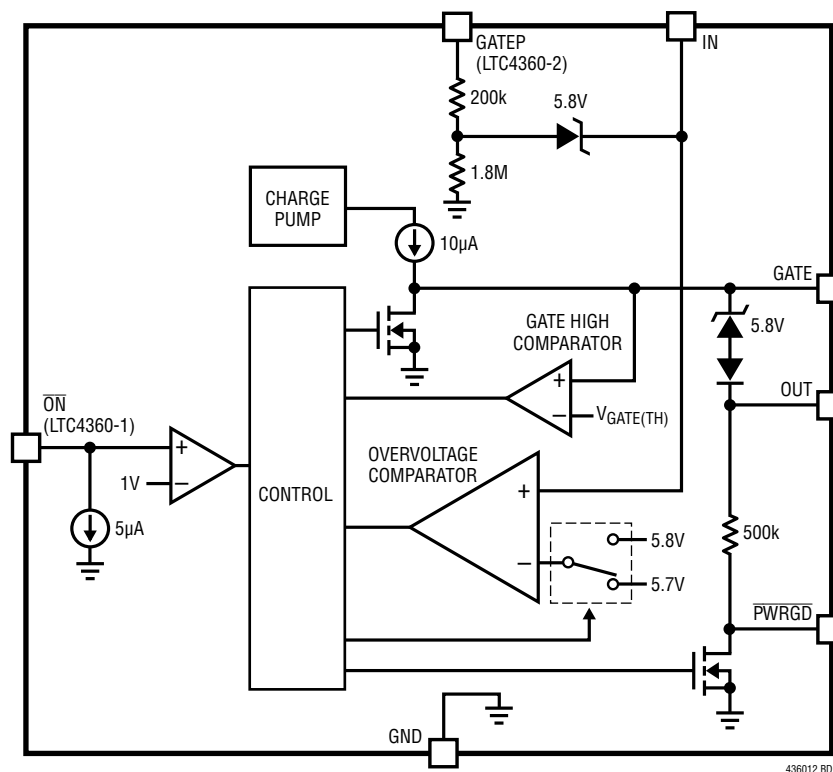 GATEP
(LTC4360-2)
IN
200k
5.8V
1.8M
CHARGE
PUMP
10µA
GATE
5.8V
GATE HIGH
COMPARATOR
+
–
VGATE(TH)
OUT
ON
(LTC4360-1)
+
1V
–
OVERVOLTAGE
COMPARATOR
CONTROL
+
–
5µA
5.8V
5.7V
500k
PWRGD
GND
436012 BD